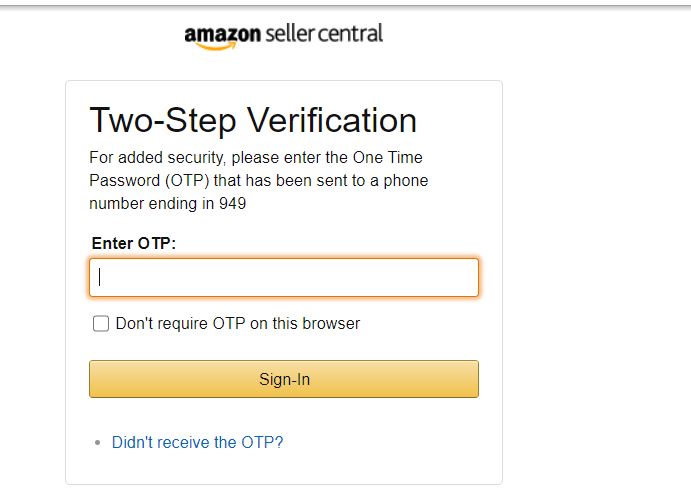 amazon seller central
Two-Step Verification
For added security, please enter the One Time
Password (OTP) that has been sent to a phone
number ending in 949
Enter OTP:
Don't require OTP on this browser
Sign-In
Didn't receive the OTP?